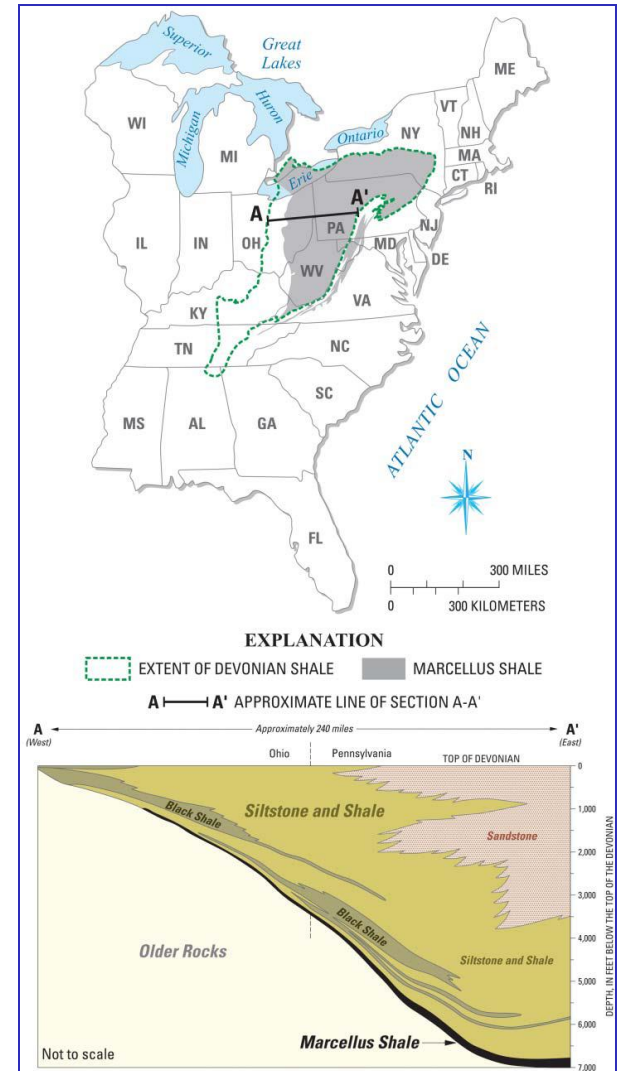 Superior
Great
Lakes
ME
Huron
VT
Michigan
WI
Ontario
NY
NH
MI
MA
CT
RI
Erie
A
A'
PA
NJ
IL
IN
OH
MD
DE
WV
VA
KY
TN
NC
SC
MS
AL
GA
ATLANTIC OCEAN
N
FL
0 300 MILES
0 300 KILOMETERS
EXPLANATION
EXTENT OF DEVONIAN SHALE
MARCELLUS SHALE
A A' APPROXIMATE LINE OF SECTION A-A'
A
(West)
Approximately 240 miles
A'
(East)
Ohio
Pennsylvania
TOP OF DEVONIAN
0
1,000
2,000
3,000
4,000
5,000
6,000
7,000
DEPTH, IN FEET BELOW THE TOP OF THE DEVONIAN
Black Shale
Siltstone and Shale
Sandstone
Black Shale
Older Rocks
Siltstone and Shale
Marcellus Shale
Not to scale